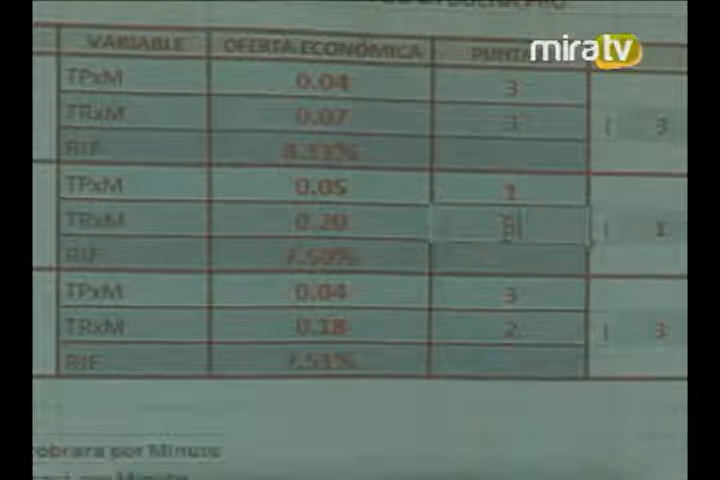 miratv
VARIABLE OFERTA ECONÓMICA
TPxM 0.04 3
TRxM 0.07 3 ( 3
RIF
TPxM 0.05 1
TRxM 0.20 ( 1
RIF 7.50%
TPxM 0.04 3
TRxM 0.18 2 ( 3
RIF 7.51%
por Minuto